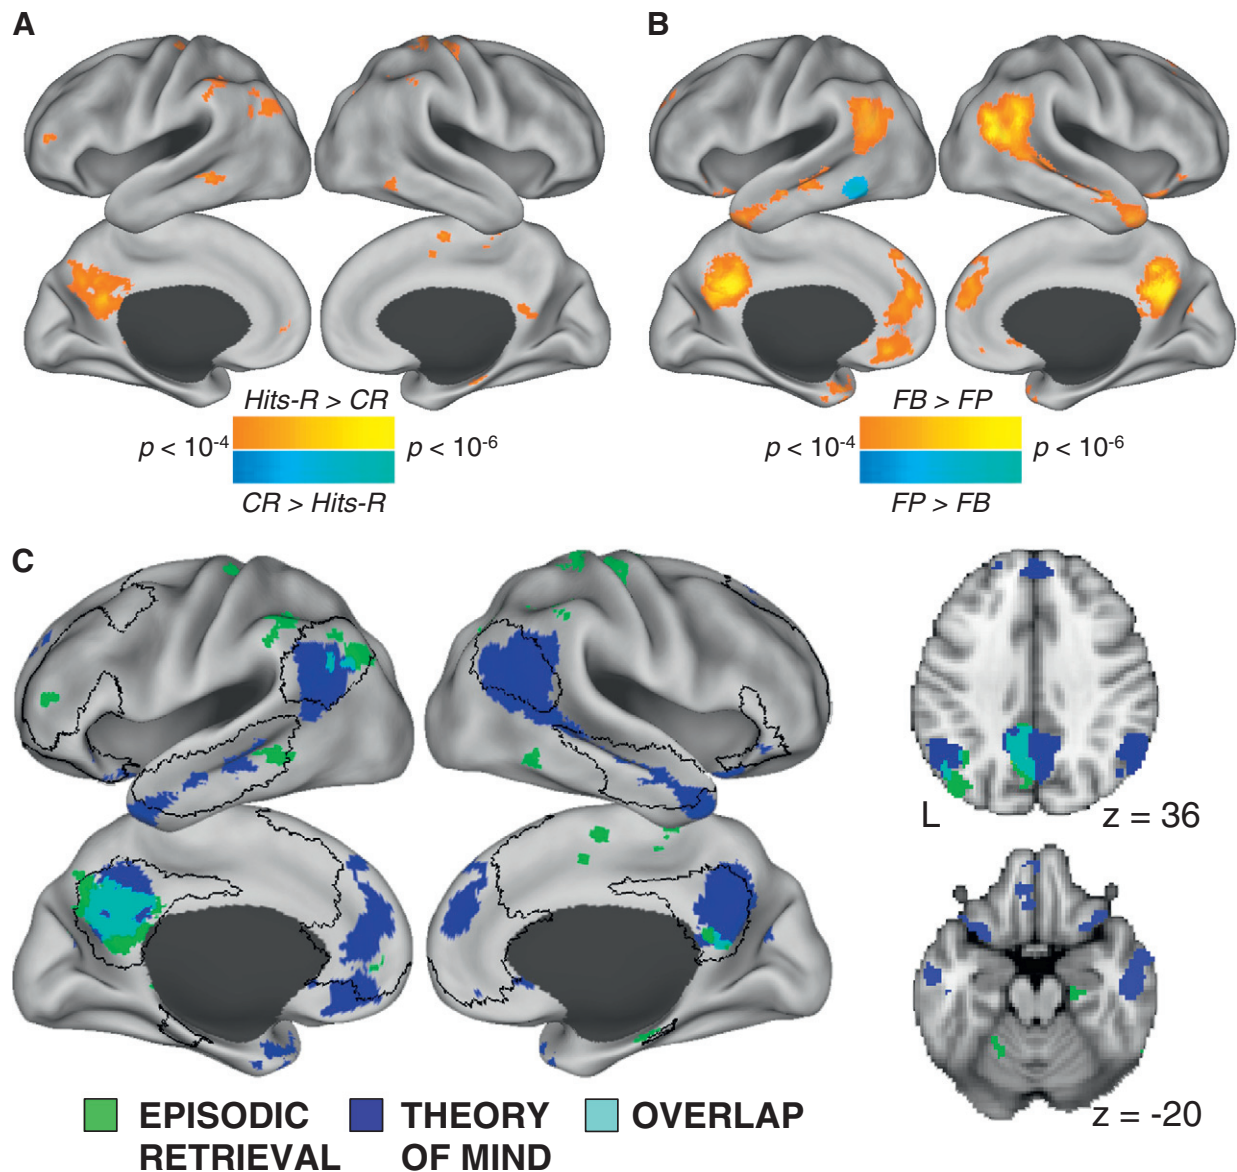 A
B
Hits-R > CR
p < 10-4
p < 10-6
CR > Hits-R
FB > FP
p < 10-4
p < 10-6
FP > FB
C
L
z = 36
z = -20
EPISODIC
RETRIEVAL
THEORY
OF MIND
OVERLAP